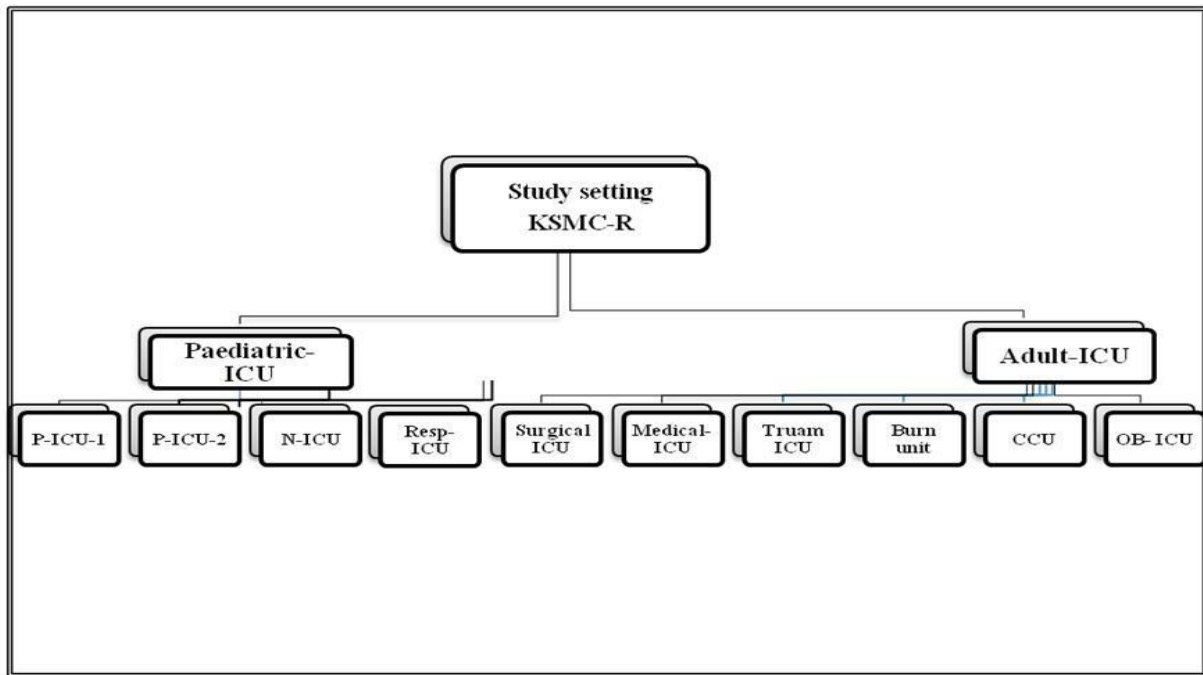 Study setting
KSMC-R
Paediatric-
ICU
Adult-ICU
P-ICU-1
P-ICU-2
N-ICU
Resp-
ICU
Surgical
ICU
Medical-
ICU
Truam
ICU
Burn
unit
CCU
OB- ICU